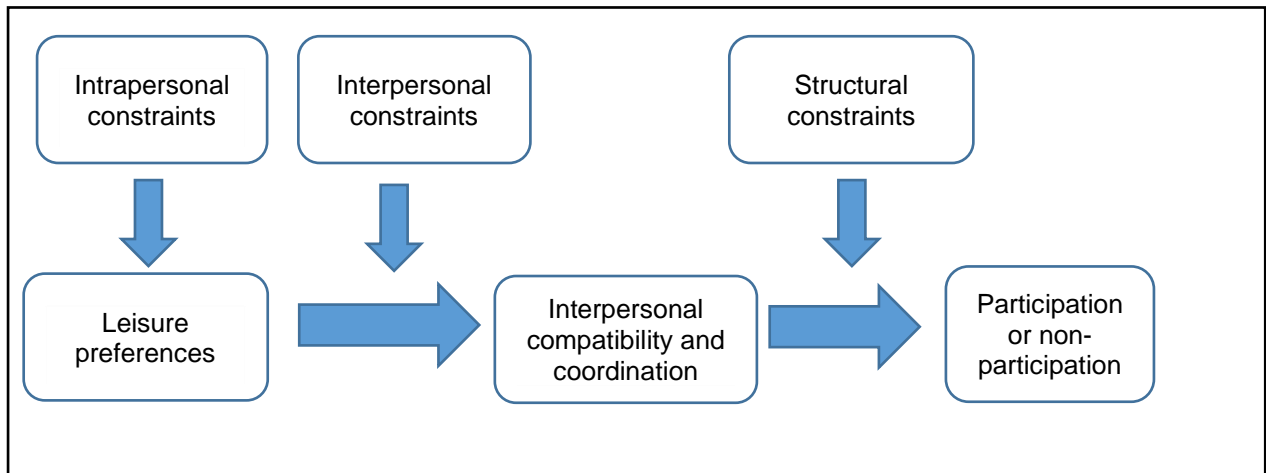 Intrapersonal
constraints
Interpersonal
constraints
Structural
constraints
Leisure
preferences
Interpersonal
compatibility and
coordination
Participation
or non-
participation